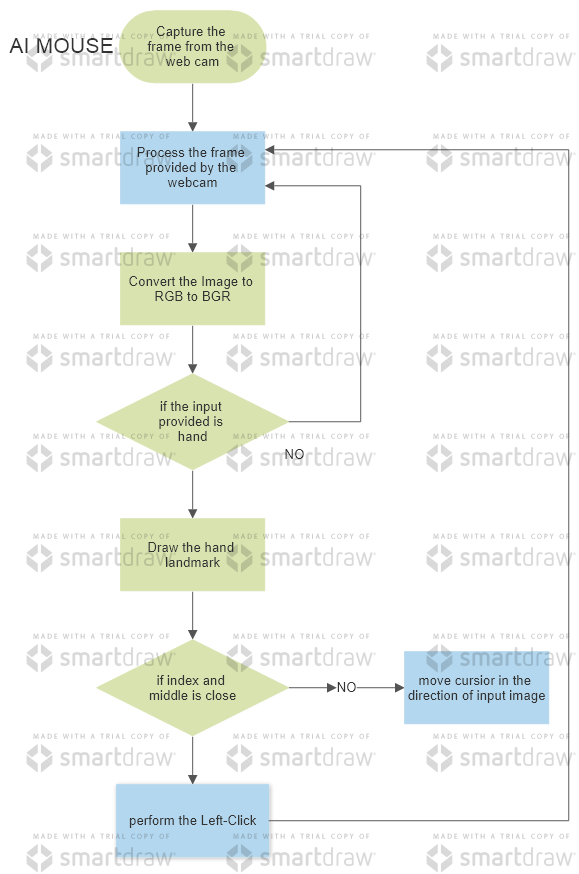 AI MOUSE
Capture the
frame from the
web cam
Process the frame
provided by the
webcam
Convert the Image to
RGB to BGR
if the input
provided is
hand
NO
Draw the hand
landmark
if index and
middle is close
NO
move cursior in the
direction of input image
perform the Left-Click
MADE WITH A TRIAL COPY OF
smartdraw